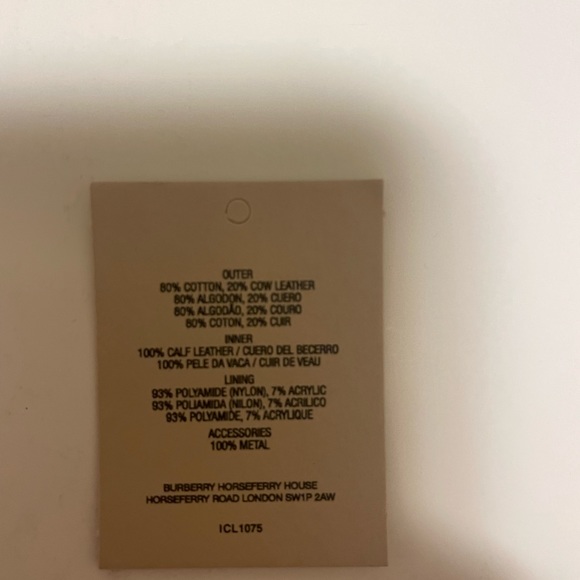 OUTER
80% COTTON, 20% COW LEATHER
80% ALGODÓN, 20% CUERO
80% ALGODÃO, 20% COURO
80% COTON, 20% CUIR
INNER
100% CALF LEATHER / CUERO DEL BECERRO
100% PELE DA VACA / CUIR DE VEAU
LINING
93% POLYAMIDE (NYLON), 7% ACRYLIC
93% POLIAMIDA (NILON), 7% ACRILICO
93% POLYAMIDE, 7% ACRYLIQUE
ACCESSORIES
100% METAL
BURBERRY HORSEFERRY HOUSE
HORSEFERRY ROAD LONDON SW1P 2AW
ICL1075